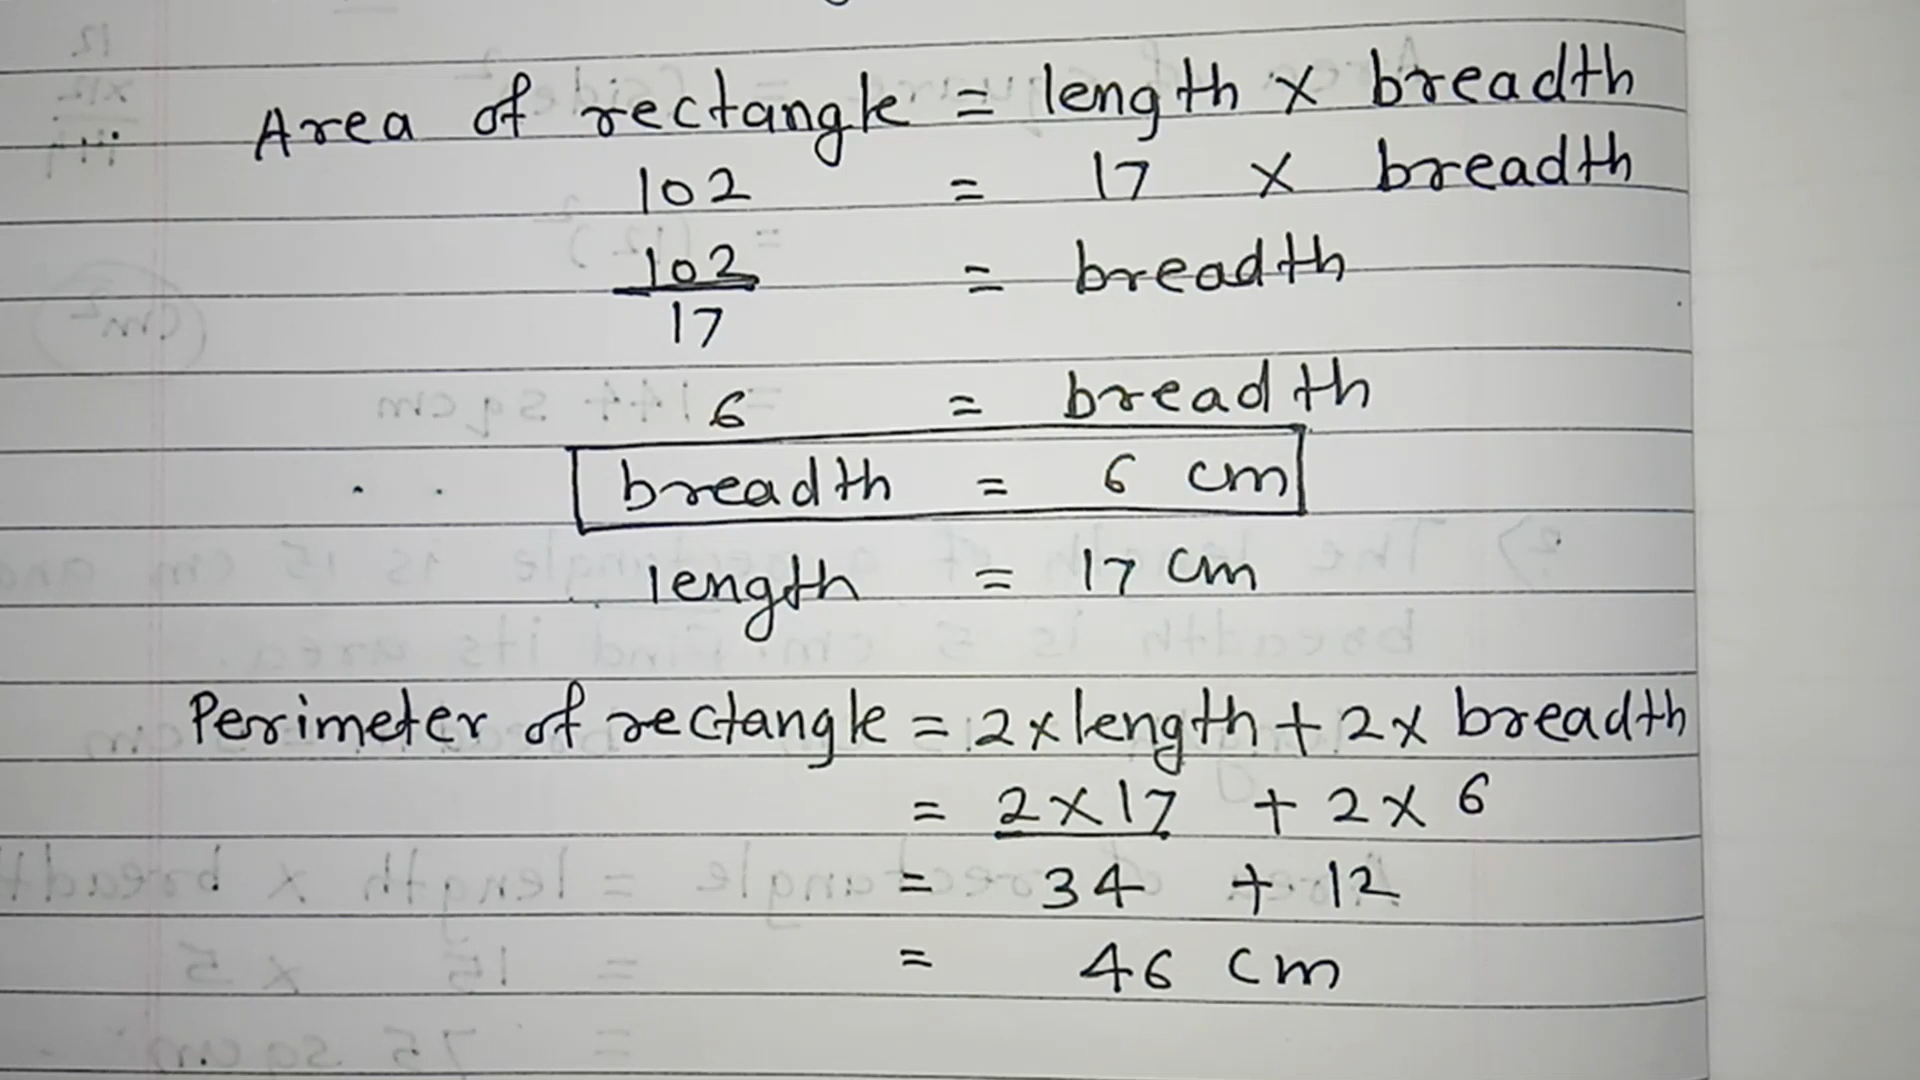 Area of rectangle = length × breadth
102 = 17 × breadth
102/17 = breadth
6 = breadth
breadth = 6 cm
length = 17 cm
Perimeter of rectangle = 2 × length + 2 × breadth
= 2 × 17 + 2 × 6
= 34 + 12
= 46 cm